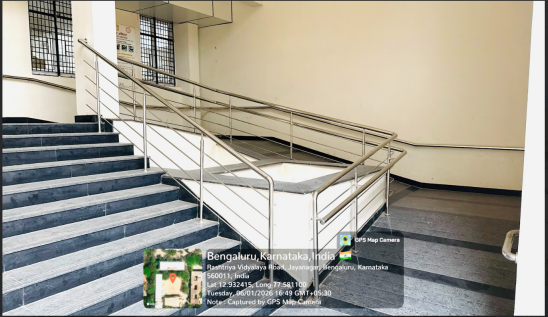 GPS Map Camera
Bengaluru,Karnataka,India
Rashtriya Vidyalaya Road, Jayanagar, Bengaluru, Karnataka
560011, India
Lat 12.932415, Long 77.581100
Tuesday, 06/01/2026 16:49 GMT+05:30
Note : Captured by GPS Map Camera